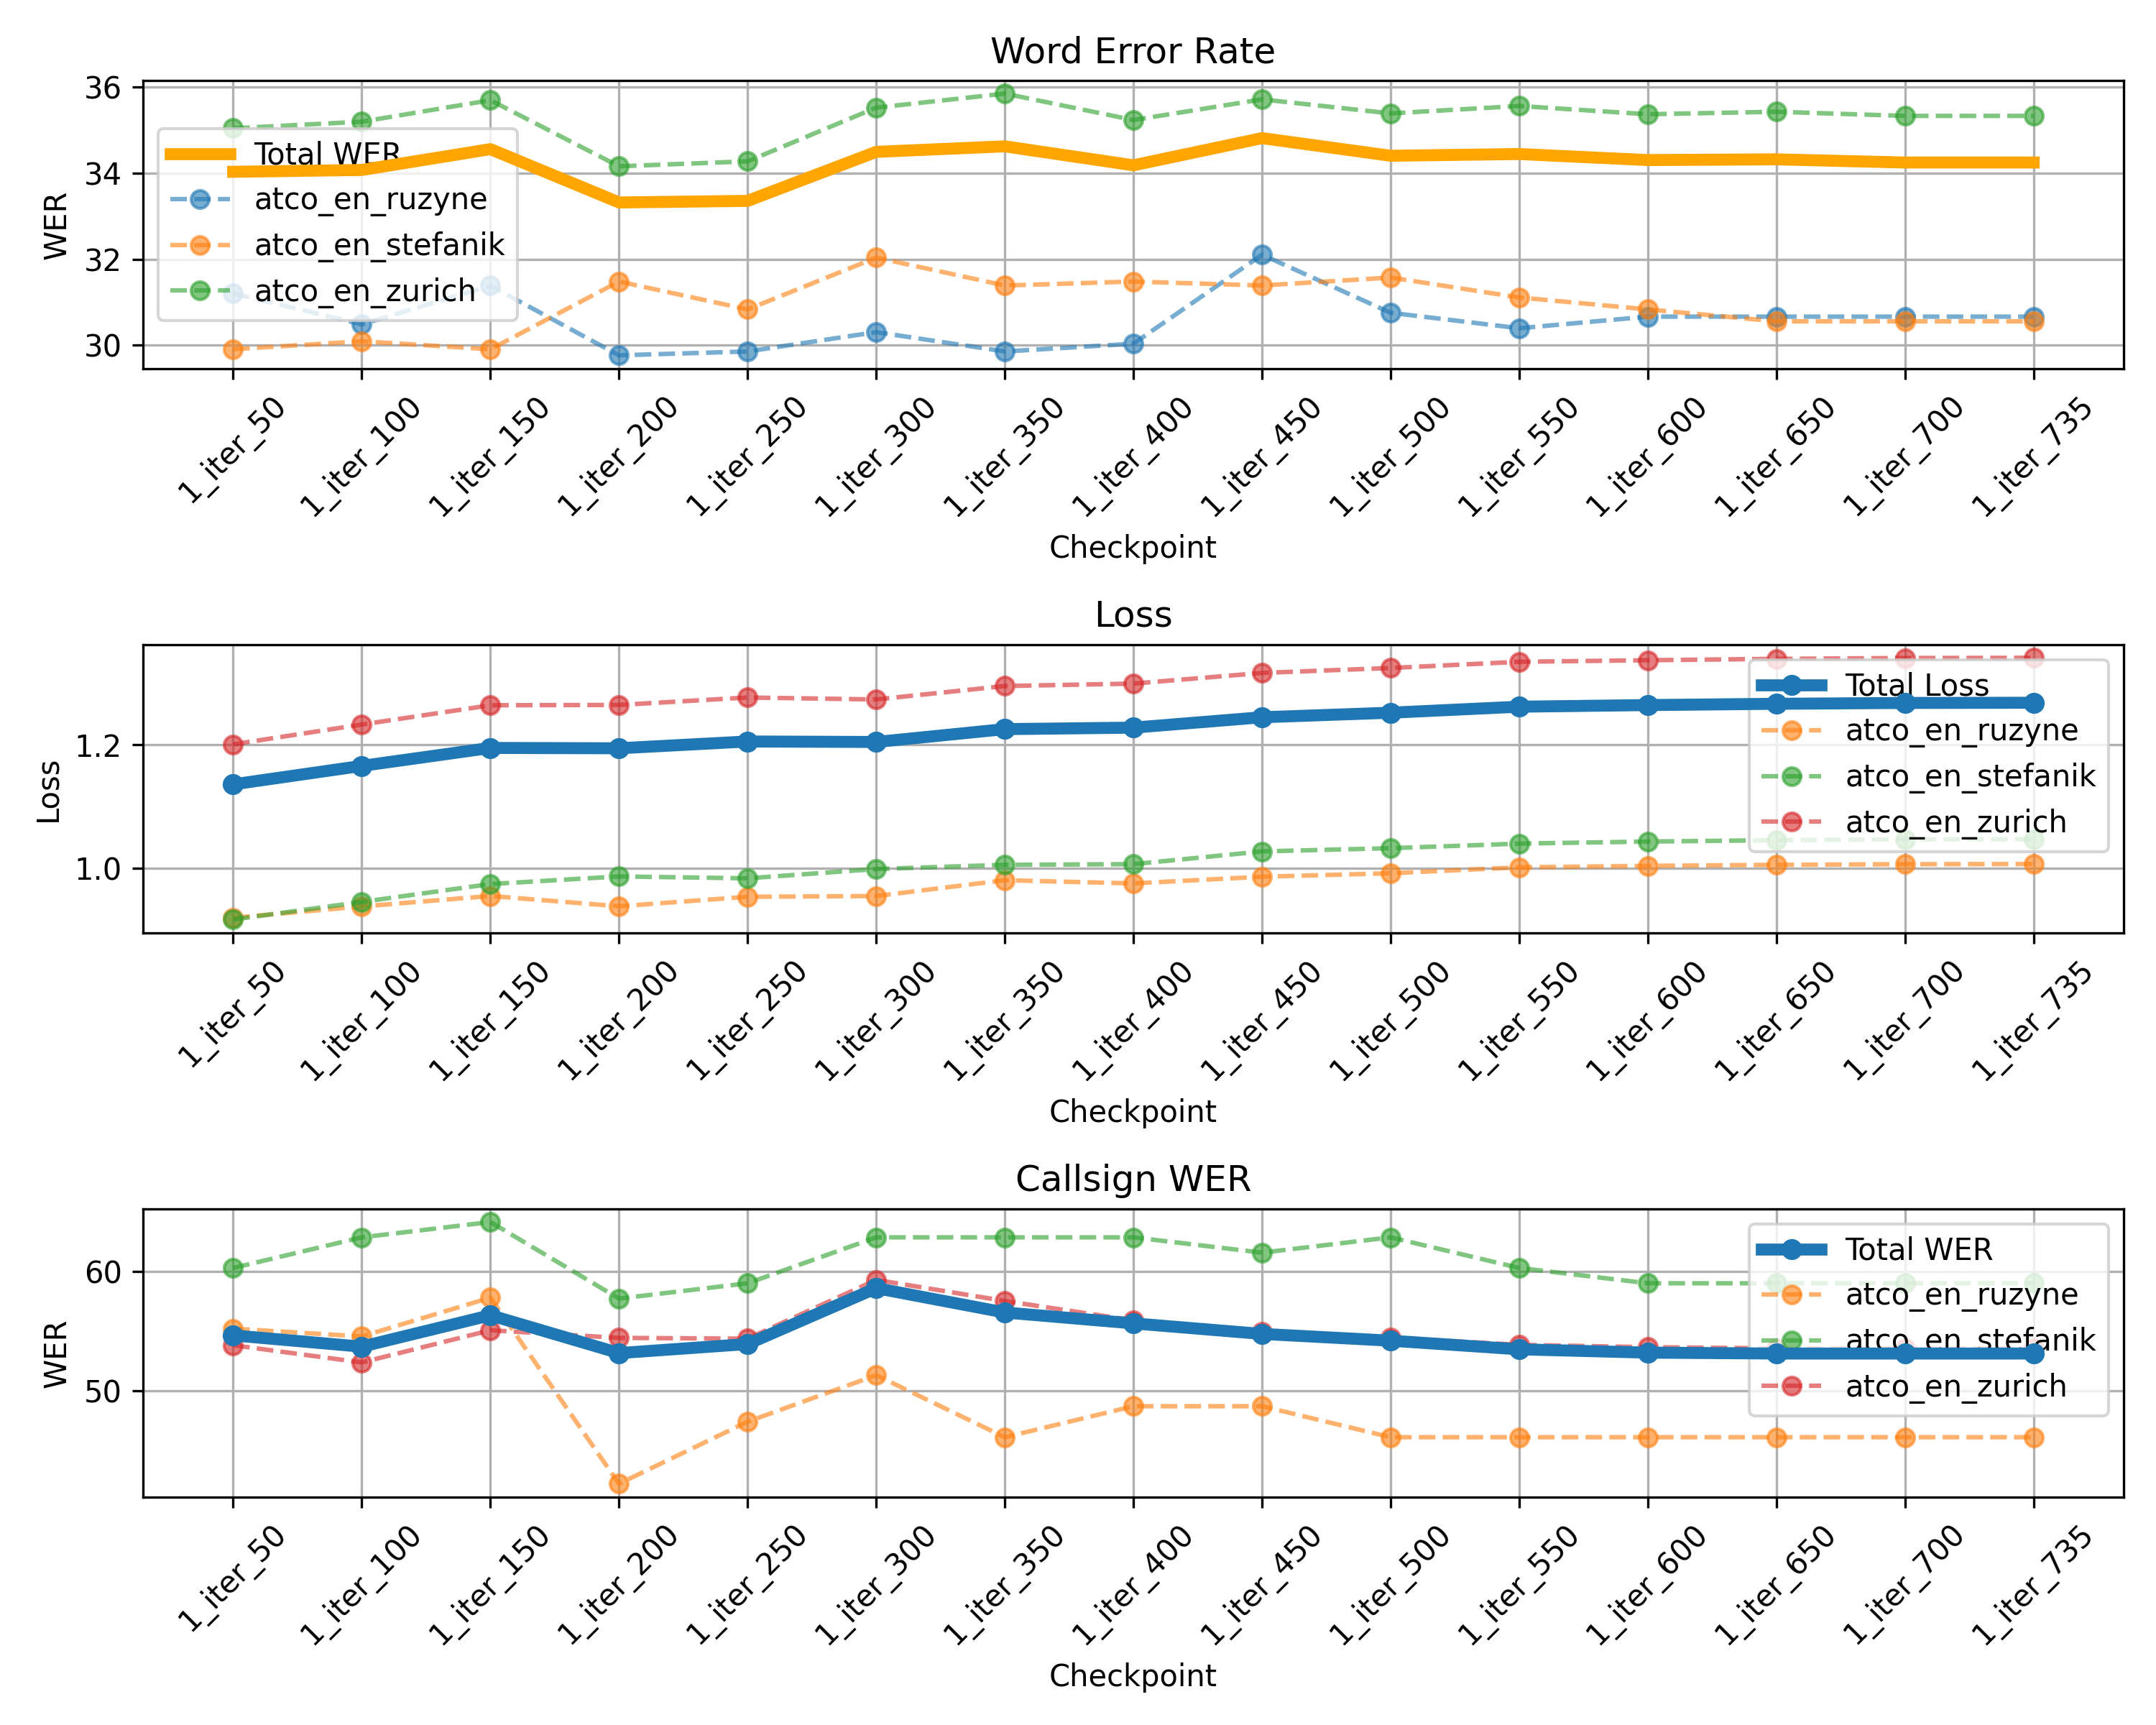 Word Error Rate
36
34
32
30
WER
Total WER
atco_en_ruzyne
atco_en_stefanik
atco_en_zurich
1_iter_50
1_iter_100
1_iter_150
1_iter_200
1_iter_250
1_iter_300
1_iter_350
1_iter_400
1_iter_450
1_iter_500
1_iter_550
1_iter_600
1_iter_650
1_iter_700
1_iter_735
Checkpoint
Loss
1.2
1.0
Loss
Total Loss
atco_en_ruzyne
atco_en_stefanik
atco_en_zurich
1_iter_50
1_iter_100
1_iter_150
1_iter_200
1_iter_250
1_iter_300
1_iter_350
1_iter_400
1_iter_450
1_iter_500
1_iter_550
1_iter_600
1_iter_650
1_iter_700
1_iter_735
Checkpoint
Callsign WER
60
50
WER
Total WER
atco_en_ruzyne
atco_en_stefanik
atco_en_zurich
1_iter_50
1_iter_100
1_iter_150
1_iter_200
1_iter_250
1_iter_300
1_iter_350
1_iter_400
1_iter_450
1_iter_500
1_iter_550
1_iter_600
1_iter_650
1_iter_700
1_iter_735
Checkpoint